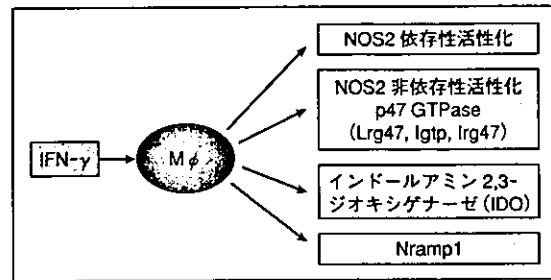 IFN-γ
Mφ
NOS2 依存性活性化
NOS2 非依存性活性化
p47 GTPase
(Lrg47, Igtp, Irg47)
インドールアミン 2,3-
ジオキシゲナーゼ (IDO)
Nramp1